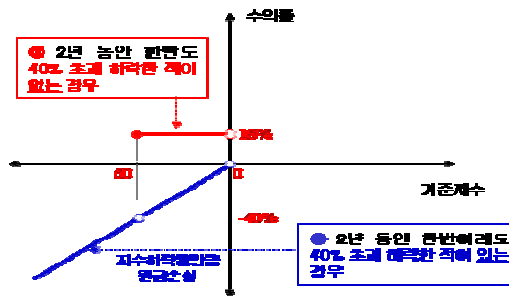 수익률
① 2년 동안 한번도
40% 초과 하락한 적이
없는 경우
0
기준지수
-40%
② 2년 동안 한번이라도
40% 초과 하락한 적이 있는
경우
지수하락률만큼
원금손실